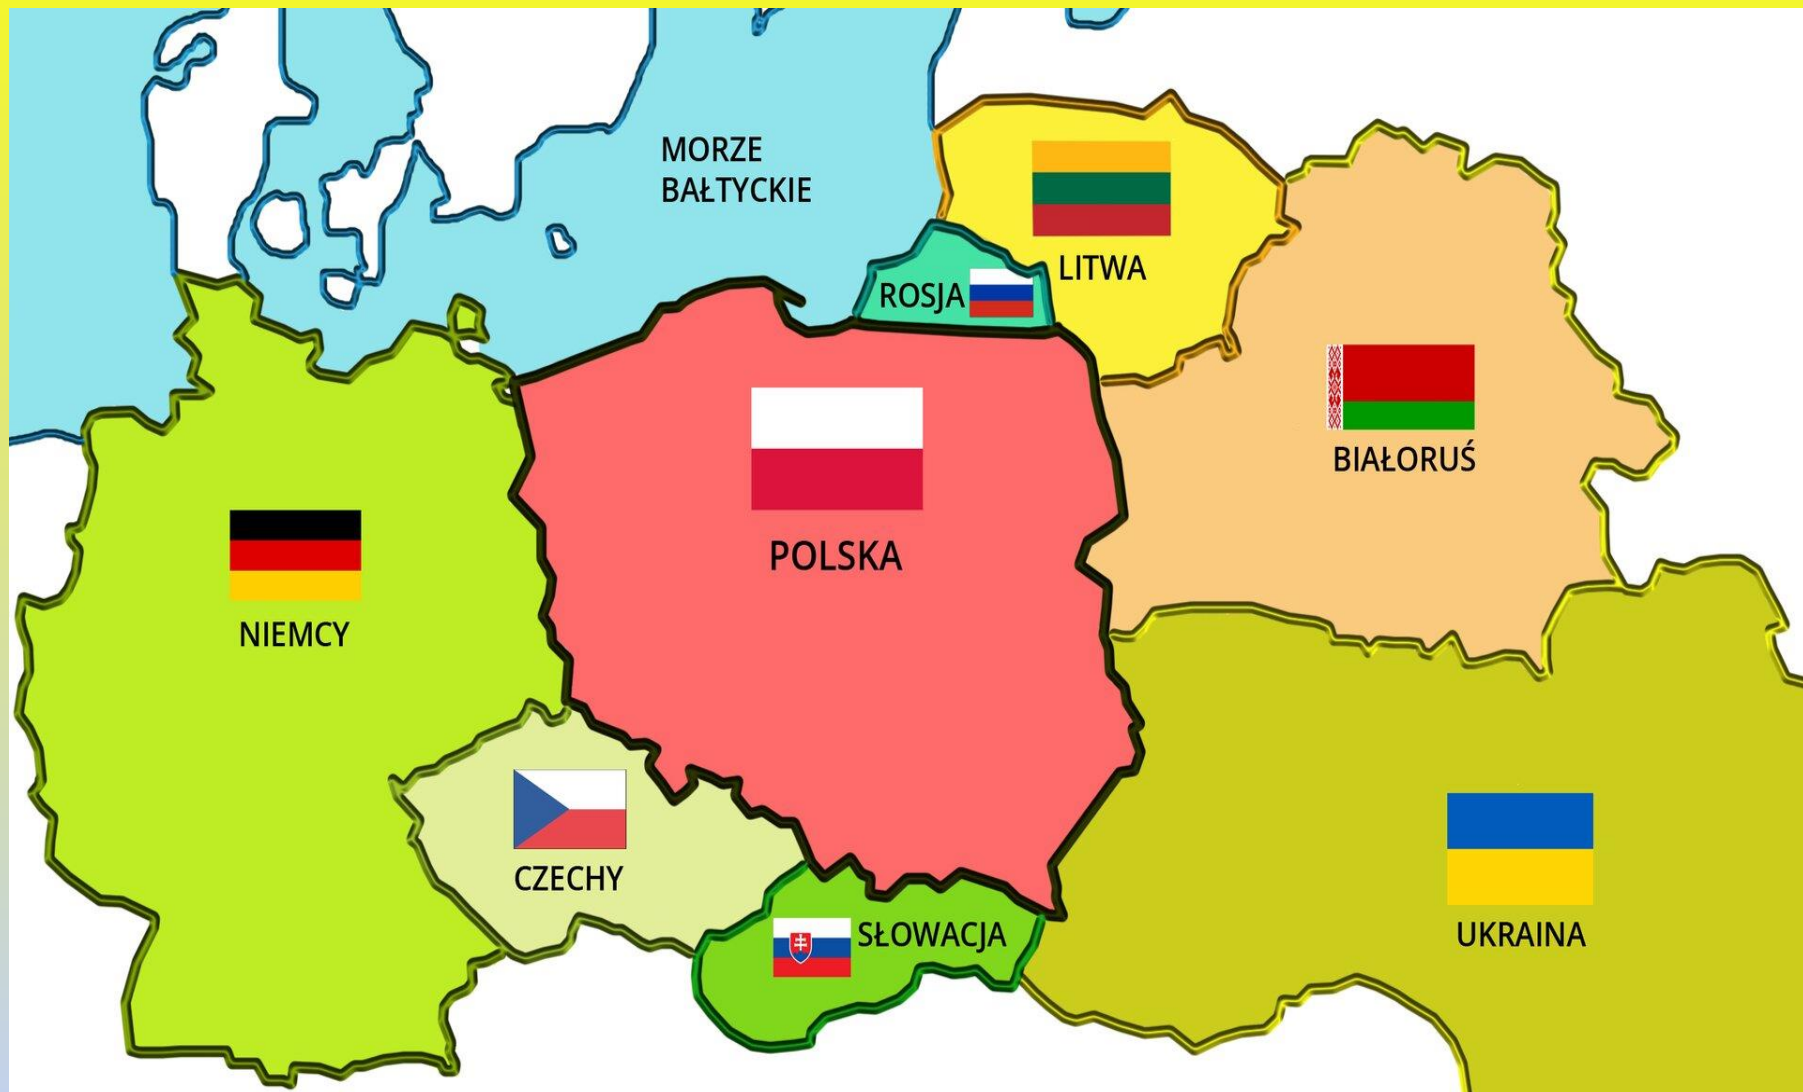 MORZE
BAŁTYCKIE
LITWA
ROSJA
BIAŁORUŚ
POLSKA
NIEMCY
CZECHY
SŁOWACJA
UKRAINA